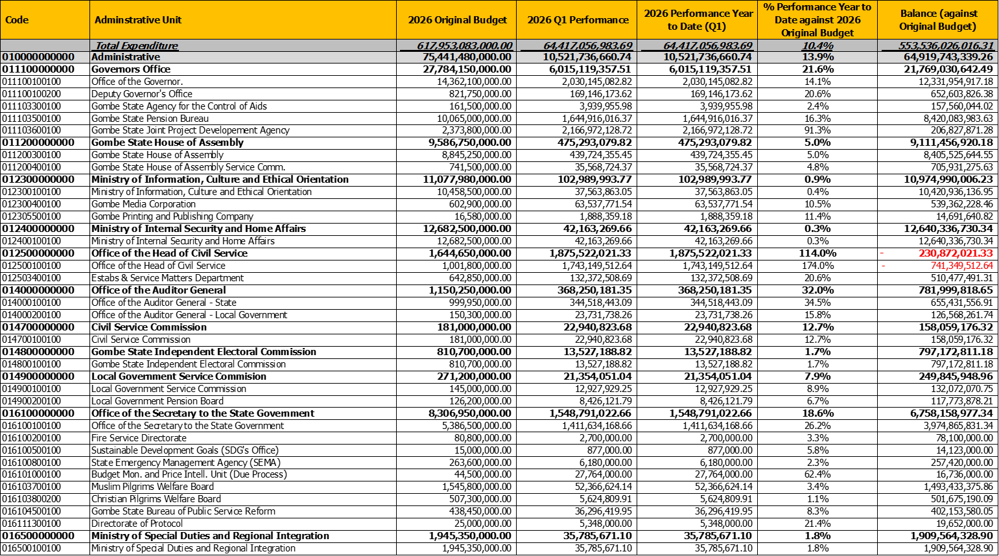 Code Adminstrative Unit 2026 Original Budget 2026 Q1 Performance 2026 Performance Year to Date (Q1) % Performance Year to Date against 2026 Original Budget Balance (against Original Budget)
Total Expenditure 617,953,083,000.00 64,417,056,983.69 64,417,056,983.69 10.4% 553,536,026,016.31
010000000000 Administrative 75,441,480,000.00 10,521,736,660.74 10,521,736,660.74 13.9% 64,919,743,339.26
011100000000 Governors Office 27,784,150,000.00 6,015,119,357.51 6,015,119,357.51 21.6% 21,769,030,642.49
011100100100 Office of the Governor. 14,362,100,000.00 2,030,145,082.82 2,030,145,082.82 14.1% 12,331,954,917.18
011100100200 Deputy Governor's Office 821,750,000.00 169,146,173.62 169,146,173.62 20.6% 652,603,826.38
011103300100 Gombe State Agency for the Control of Aids 161,500,000.00 3,939,955.98 3,939,955.98 2.4% 157,560,044.02
011103500100 Gombe State Pension Bureau 10,065,000,000.00 1,644,916,016.37 1,644,916,016.37 16.3% 8,420,083,983.63
011103600100 Gombe State Joint Project Developement Agency 2,373,800,000.00 2,166,972,128.72 2,166,972,128.72 91.3% 206,827,871.28
011200000000 Gombe State House of Assembly 9,586,750,000.00 475,293,079.82 475,293,079.82 5.0% 9,111,456,920.18
011200300100 Gombe State House of Assembly 8,845,250,000.00 439,724,355.45 439,724,355.45 5.0% 8,405,525,644.55
011200400100 Gombe State House of Assembly Service Comm. 741,500,000.00 35,568,724.37 35,568,724.37 4.8% 705,931,275.63
012300000000 Ministry of Information, Culture and Ethical Orientation 11,077,980,000.00 102,989,993.77 102,989,993.77 0.9% 10,974,990,006.23
012300100100 Ministry of Information, Culture and Ethical Orientation 10,458,500,000.00 37,563,863.05 37,563,863.05 0.4% 10,420,936,136.95
012300400100 Gombe Media Corporation 602,900,000.00 63,537,771.54 63,537,771.54 10.5% 539,362,228.46
012305500100 Gombe Printing and Publishing Company 16,580,000.00 1,888,359.18 1,888,359.18 11.4% 14,691,640.82
012400000000 Ministry of Internal Security and Home Affairs 12,682,500,000.00 42,163,269.66 42,163,269.66 0.3% 12,640,336,730.34
012400100100 Ministry of Internal Security and Home Affairs 12,682,500,000.00 42,163,269.66 42,163,269.66 0.3% 12,640,336,730.34
012500000000 Office of the Head of Civil Service 1,644,650,000.00 1,875,522,021.33 1,875,522,021.33 114.0% - 230,872,021.33
012500100100 Office of the Head of Civil Service 1,001,800,000.00 1,743,149,512.64 1,743,149,512.64 174.0% - 741,349,512.64
012503400100 Estabs & Service Matters Department 642,850,000.00 132,372,508.69 132,372,508.69 20.6% 510,477,491.31
014000000000 Office of the Auditor General 1,150,250,000.00 368,250,181.35 368,250,181.35 32.0% 781,999,818.65
014000100100 Office of the Auditor General - State 999,950,000.00 344,518,443.09 344,518,443.09 34.5% 655,431,556.91
014000200100 Office of the Auditor General - Local Government 150,300,000.00 23,731,738.26 23,731,738.26 15.8% 126,568,261.74
014700000000 Civil Service Commission 181,000,000.00 22,940,823.68 22,940,823.68 12.7% 158,059,176.32
014700100100 Civil Service Commission 181,000,000.00 22,940,823.68 22,940,823.68 12.7% 158,059,176.32
014800000000 Gombe State Independent Electoral Commission 810,700,000.00 13,527,188.82 13,527,188.82 1.7% 797,172,811.18
014800100100 Gombe State Independent Electoral Commission 810,700,000.00 13,527,188.82 13,527,188.82 1.7% 797,172,811.18
014900000000 Local Government Service Commision 271,200,000.00 21,354,051.04 21,354,051.04 7.9% 249,845,948.96
014900100100 Local Government Service Commission 145,000,000.00 12,927,929.25 12,927,929.25 8.9% 132,072,070.75
014900200100 Local Government Pension Board 126,200,000.00 8,426,121.79 8,426,121.79 6.7% 117,773,878.21
016100000000 Office of the Secretary to the State Government 8,306,950,000.00 1,548,791,022.66 1,548,791,022.66 18.6% 6,758,158,977.34
016100100100 Office of the Secretary to the State Government 5,386,500,000.00 1,411,634,168.66 1,411,634,168.66 26.2% 3,974,865,831.34
016100200100 Fire Service Directorate 80,800,000.00 2,700,000.00 2,700,000.00 3.3% 78,100,000.00
016100500100 Sustainable Development Goals (SDG's Office) 15,000,000.00 877,000.00 877,000.00 5.8% 14,123,000.00
016100800100 State Emergency Management Agency (SEMA) 263,600,000.00 6,180,000.00 6,180,000.00 2.3% 257,420,000.00
016101000100 Budget Mon. and Price Intell. Unit (Due Process) 44,500,000.00 27,764,000.00 27,764,000.00 62.4% 16,736,000.00
016103700100 Muslim Pilgrims Welfare Board 1,545,800,000.00 52,366,624.14 52,366,624.14 3.4% 1,493,433,375.86
016103800200 Christian Pilgrims Welfare Board 507,300,000.00 5,624,809.91 5,624,809.91 1.1% 501,675,190.09
016104500100 Gombe State Bureau of Public Service Reform 438,450,000.00 36,296,419.95 36,296,419.95 8.3% 402,153,580.05
016111300100 Directorate of Protocol 25,000,000.00 5,348,000.00 5,348,000.00 21.4% 19,652,000.00
016500000000 Ministry of Special Duties and Regional Integration 1,945,350,000.00 35,785,671.10 35,785,671.10 1.8% 1,909,564,328.90
016500100100 Ministry of Special Duties and Regional Integration 1,945,350,000.00 35,785,671.10 35,785,671.10 1.8% 1,909,564,328.90